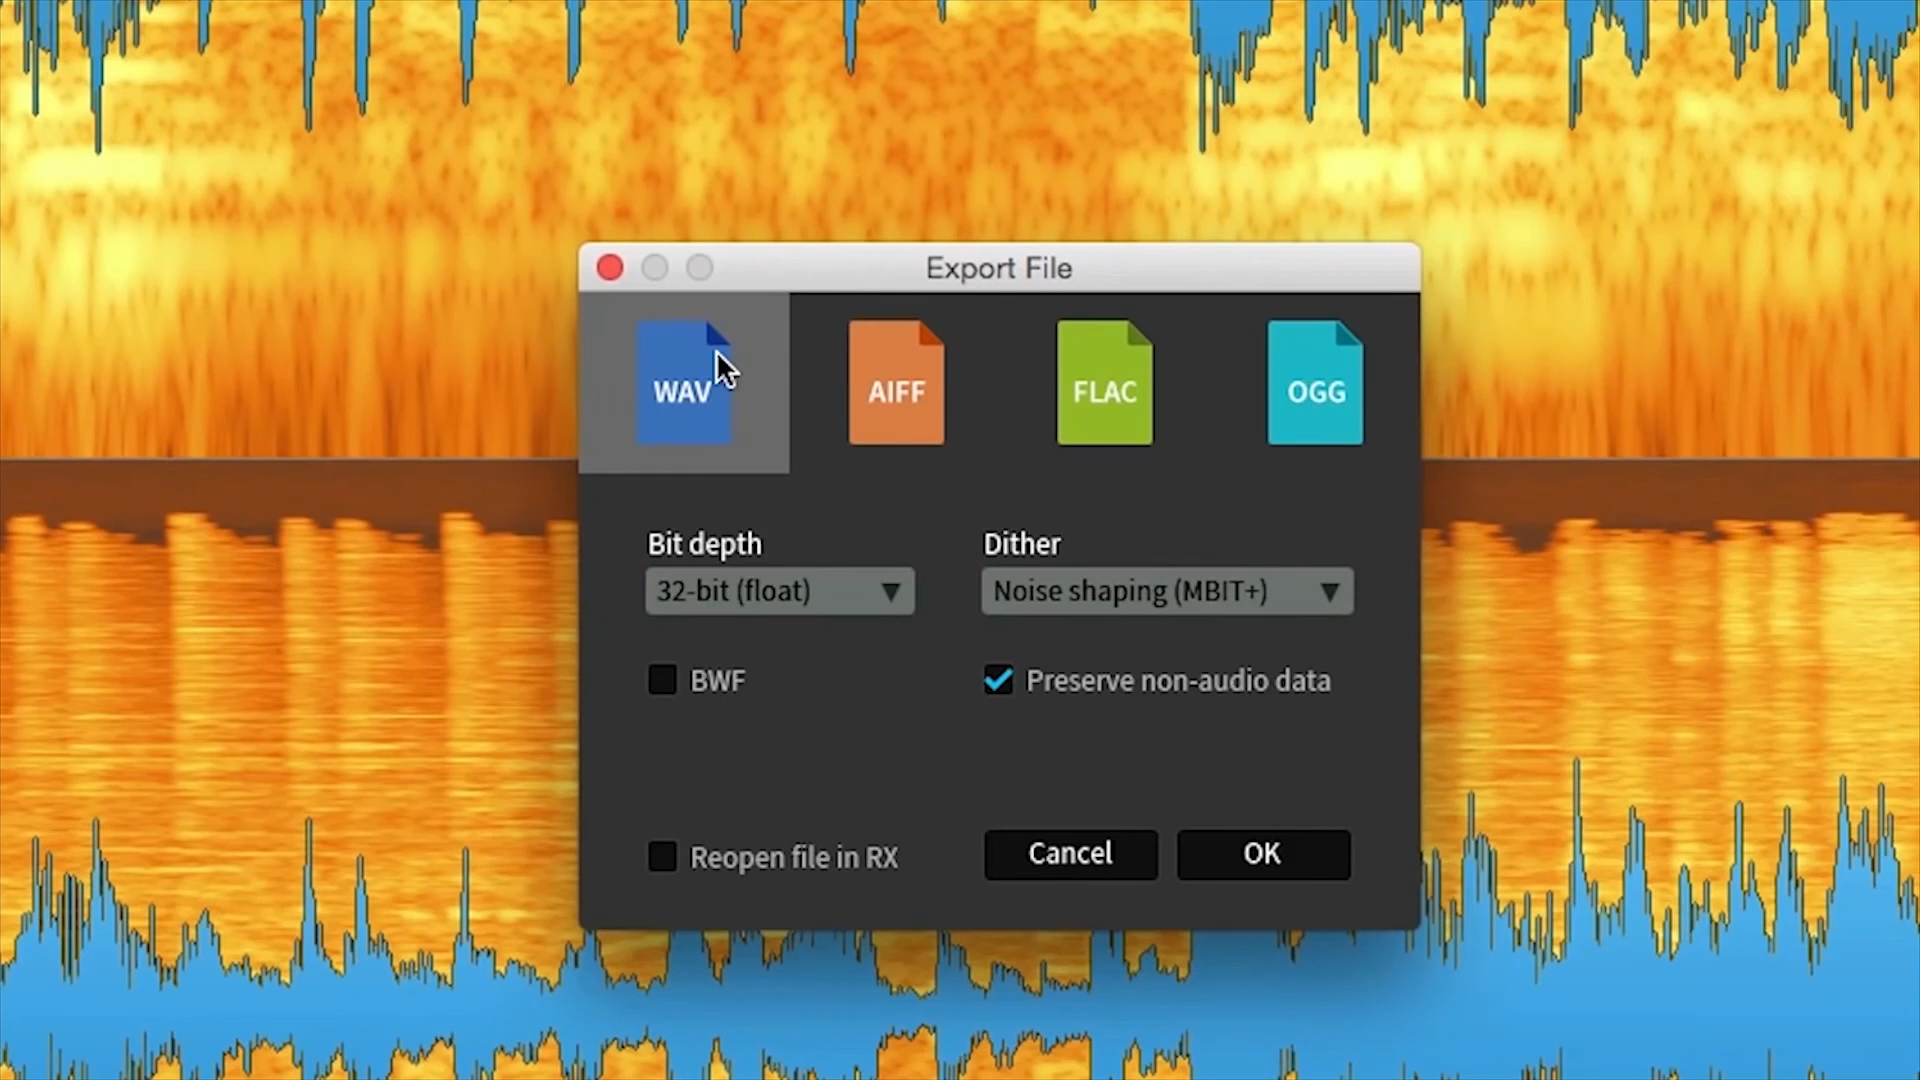 Export File
WAV AIFF FLAC OGG
Bit depth Dither
32-bit (float) Noise shaping (MBIT+)
BWF Preserve non-audio data
Reopen file in RX Cancel OK